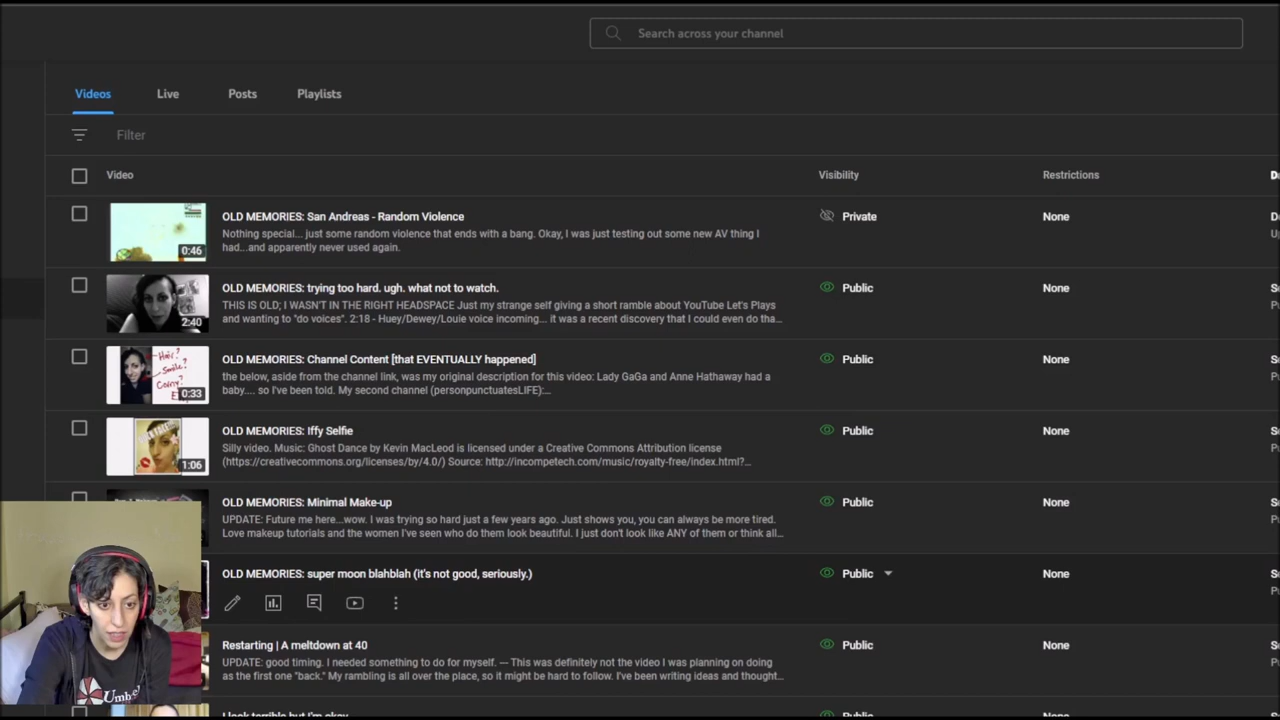 Search across your channel
Videos Live Posts Playlists
Filter
Video Visibility Restrictions
OLD MEMORIES: San Andreas - Random Violence Private None
Nothing special... just some random violence that ends with a bang. Okay, I was just testing out some new AV thing I
had...and apparently never used again.
0:46
OLD MEMORIES: trying too hard. ugh. what not to watch. Public None
THIS IS OLD; I WASN'T IN THE RIGHT HEADSPACE Just my strange self giving a short ramble about YouTube Let's Plays
and wanting to "do voices". 2:18 - Huey/Dewey/Louie voice incoming... it was a recent discovery that I could even do tha...
2:40
Hair?
Smile?
OLD MEMORIES: Channel Content [that EVENTUALLY happened] Public None
the below, aside from the channel link, was my original description for this video: Lady GaGa and Anne Hathaway had a
baby.... so I've been told. My second channel (personpunctuatesLIFE):...
0:33
OLD MEMORIES: Iffy Selfie Public None
Silly video. Music: Ghost Dance by Kevin MacLeod is licensed under a Creative Commons Attribution license
(https://creativecommons.org/licenses/by/4.0/) Source: http://incompetech.com/music/royalty-free/index.html?...
1:06
OLD MEMORIES: Minimal Make-up Public None
UPDATE: Future me here...wow. I was trying so hard just a few years ago. Just shows you, you can always be more tired.
Love makeup tutorials and the women I've seen who do them look beautiful. I just don't look like ANY of them or think all...
OLD MEMORIES: super moon blahblah (it's not good, seriously.) Public None
Restarting | A meltdown at 40 Public None
UPDATE: good timing. I needed something to do for myself. — This was definitely not the video I was planning on doing
as the first one "back." My rambling is all over the place, so it might be hard to follow. I've been writing ideas and thought...
I look terrible but I'm okay Public None
Umbrel